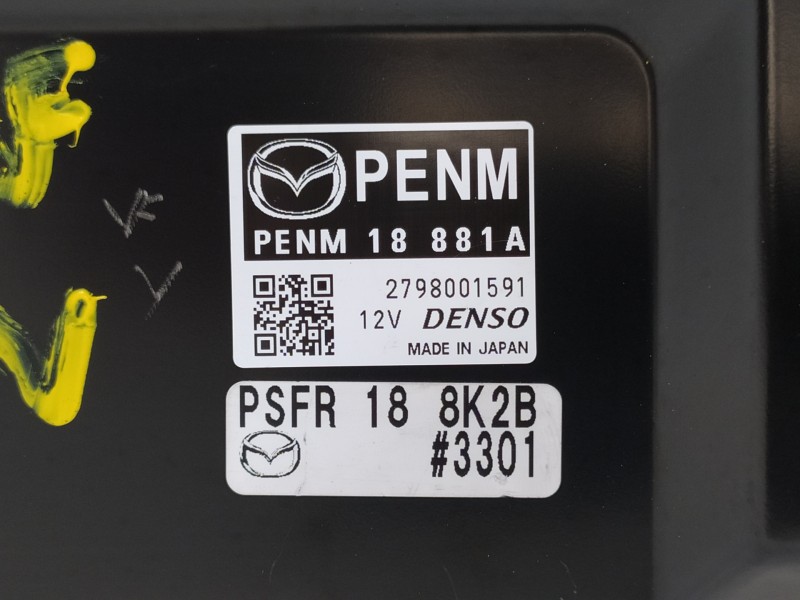 PENM
PENM 18 881A
2798001591
12V DENSO
MADE IN JAPAN
PSFR 18 8K2B
#3301